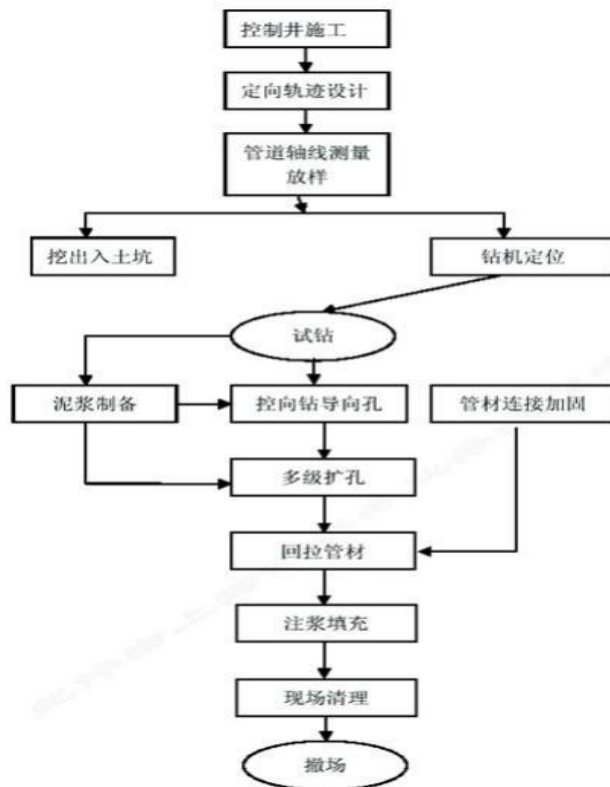 控制井施工
定向轨迹设计
管道轴线测量
放样
挖出入土坑
钻机定位
试钻
泥浆制备
控向钻导向孔
管材连接加固
多级扩孔
回拉管材
注浆填充
现场清理
撤场